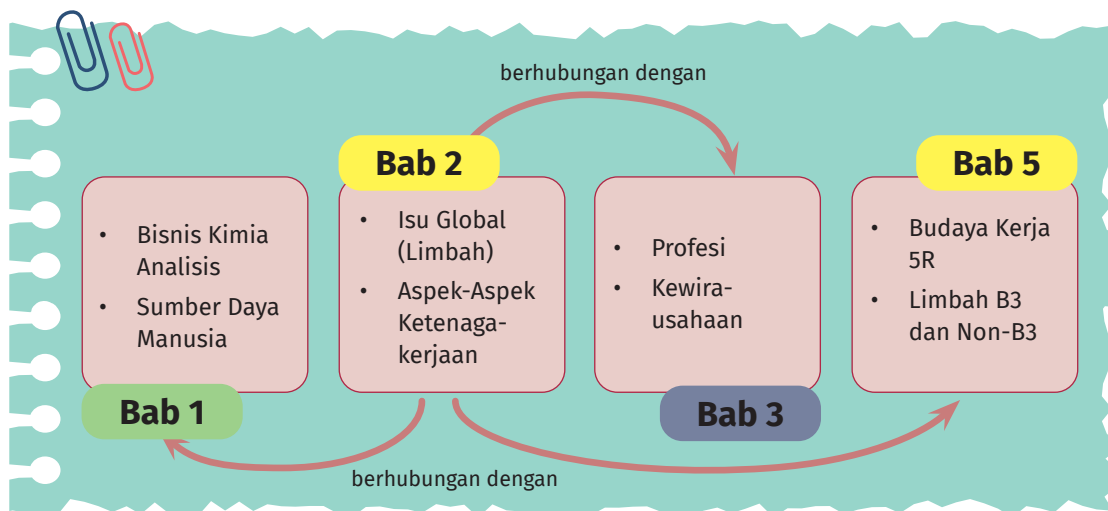 berhubungan dengan
Bab 1
• Bisnis Kimia
Analisis
• Sumber Daya
Manusia
Bab 2
• Isu Global
(Limbah)
• Aspek-Aspek
Ketenaga-
kerjaan
• Profesi
• Kewira-
usahaan
Bab 3
Bab 5
• Budaya Kerja
5R
• Limbah B3
dan Non-B3
berhubungan dengan